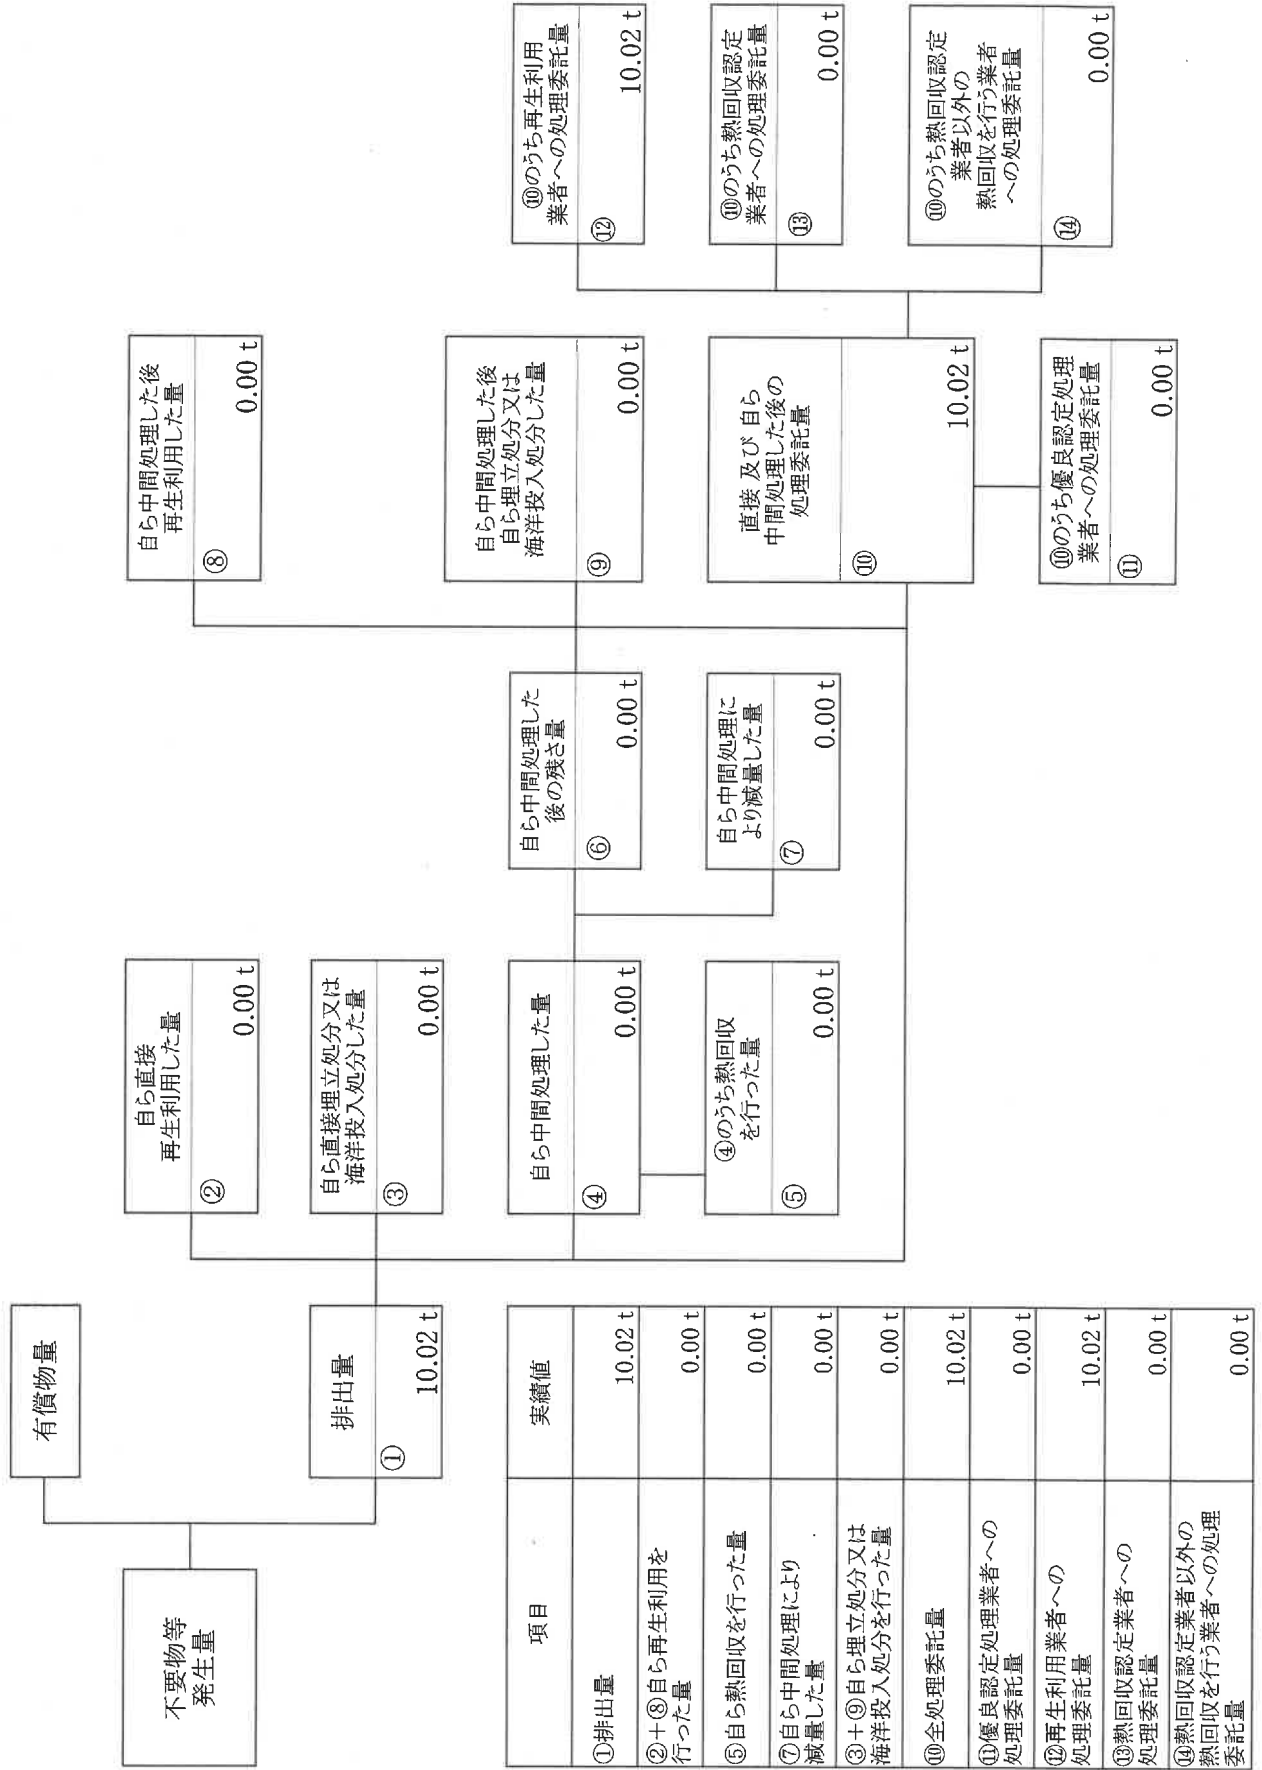 不要物等
発生量
有償物量
排出量
①
10.02 t
自ら直接
再生利用した量
②
0.00 t
自ら直接埋立処分又は
海洋投入処分した量
③
0.00 t
自ら中間処理した量
④
0.00 t
④のうち熱回収
を行った量
⑤
0.00 t
自ら中間処理した
後の残さ量
⑥
0.00 t
自ら中間処理に
より減量した量
⑦
0.00 t
自ら中間処理した後
再生利用した量
⑧
0.00 t
自ら中間処理した後
自ら埋立処分又は
海洋投入処分した量
⑨
0.00 t
直接 及び 自ら
中間処理した後の
処理委託量
⑩
10.02 t
⑩のうち優良認定処理
業者への処理委託量
⑪
0.00 t
⑩のうち再生利用
業者への処理委託量
⑫
10.02 t
⑩のうち熱回収認定
業者への処理委託量
⑬
0.00 t
⑩のうち熱回収認定
業者以外の
熱回収を行う業者
への処理委託量
⑭
0.00 t
項目
実績値
①排出量
10.02 t
②＋⑧自ら再生利用を
行った量
0.00 t
⑤自ら熱回収を行った量
0.00 t
⑦自ら中間処理により
減量した量
0.00 t
③＋⑨自ら埋立処分又は
海洋投入処分を行った量
0.00 t
⑩全処理委託量
10.02 t
⑪優良認定処理業者への
処理委託量
0.00 t
⑫再生利用業者への
処理委託量
10.02 t
⑬熱回収認定業者への
処理委託量
0.00 t
⑭熱回収認定業者以外の
熱回収を行う業者への処理
委託量
0.00 t